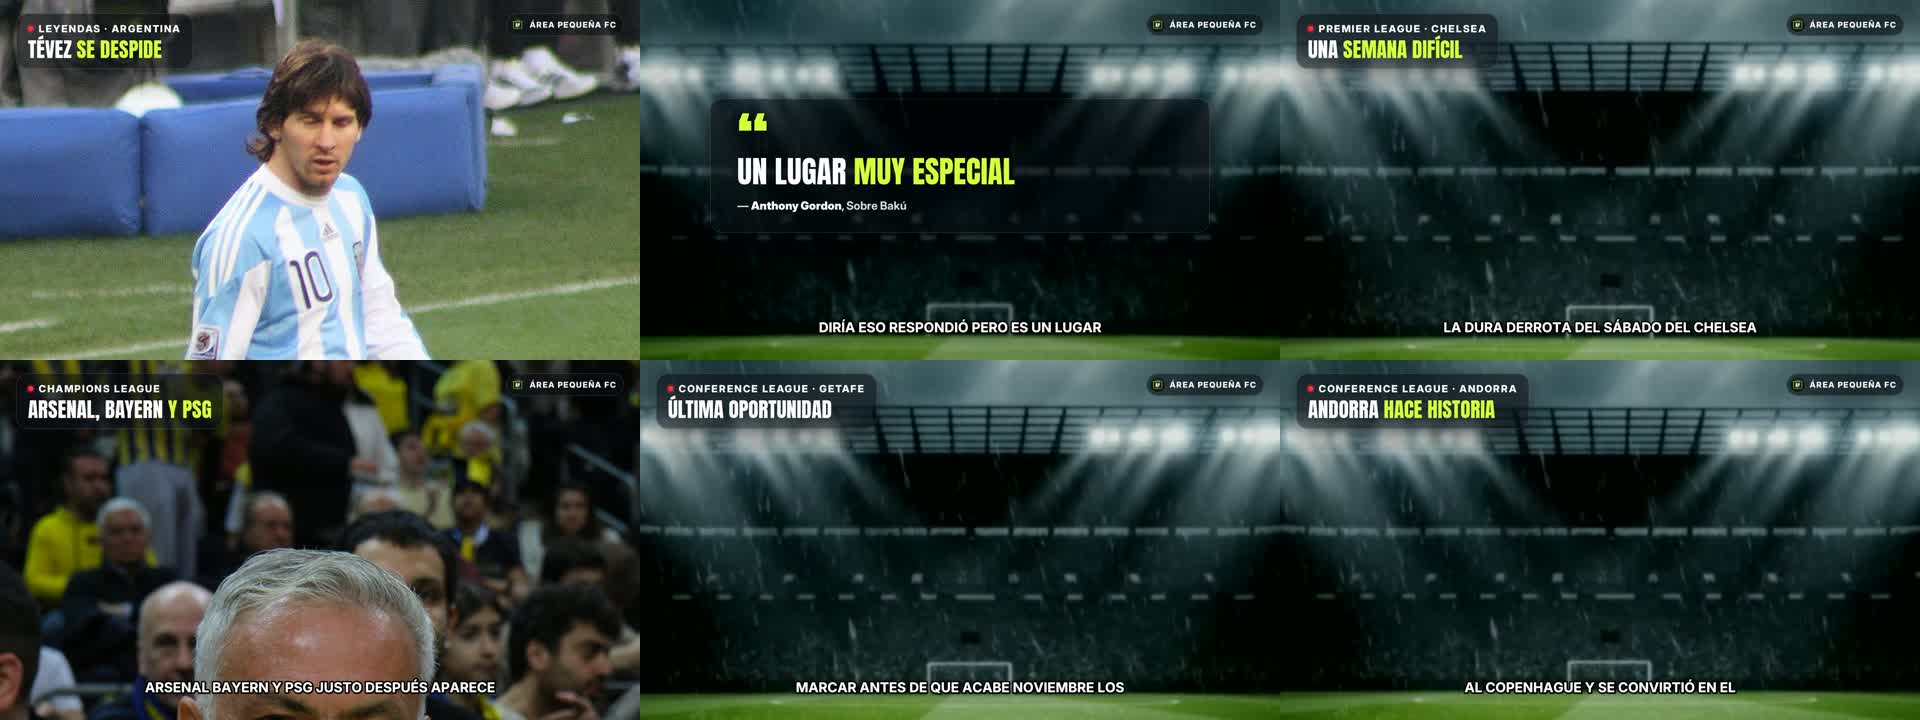 LEYENDAS · ARGENTINA
TÉVEZ SE DESPIDE
ÁREA PEQUEÑA FC
10
ÁREA PEQUEÑA FC
“
UN LUGAR MUY ESPECIAL
— Anthony Gordon, Sobre Bakú
DIRÍA ESO RESPONDIÓ PERO ES UN LUGAR
PREMIER LEAGUE · CHELSEA
UNA SEMANA DIFÍCIL
ÁREA PEQUEÑA FC
LA DURA DERROTA DEL SÁBADO DEL CHELSEA
CHAMPIONS LEAGUE
ARSENAL, BAYERN Y PSG
ÁREA PEQUEÑA FC
ARSENAL BAYERN Y PSG JUSTO DESPUÉS APARECE
CONFERENCE LEAGUE · GETAFE
ÚLTIMA OPORTUNIDAD
ÁREA PEQUEÑA FC
MARCAR ANTES DE QUE ACABE NOVIEMBRE LOS
CONFERENCE LEAGUE · ANDORRA
ANDORRA HACE HISTORIA
ÁREA PEQUEÑA FC
AL COPENHAGUE Y SE CONVIRTIÓ EN EL